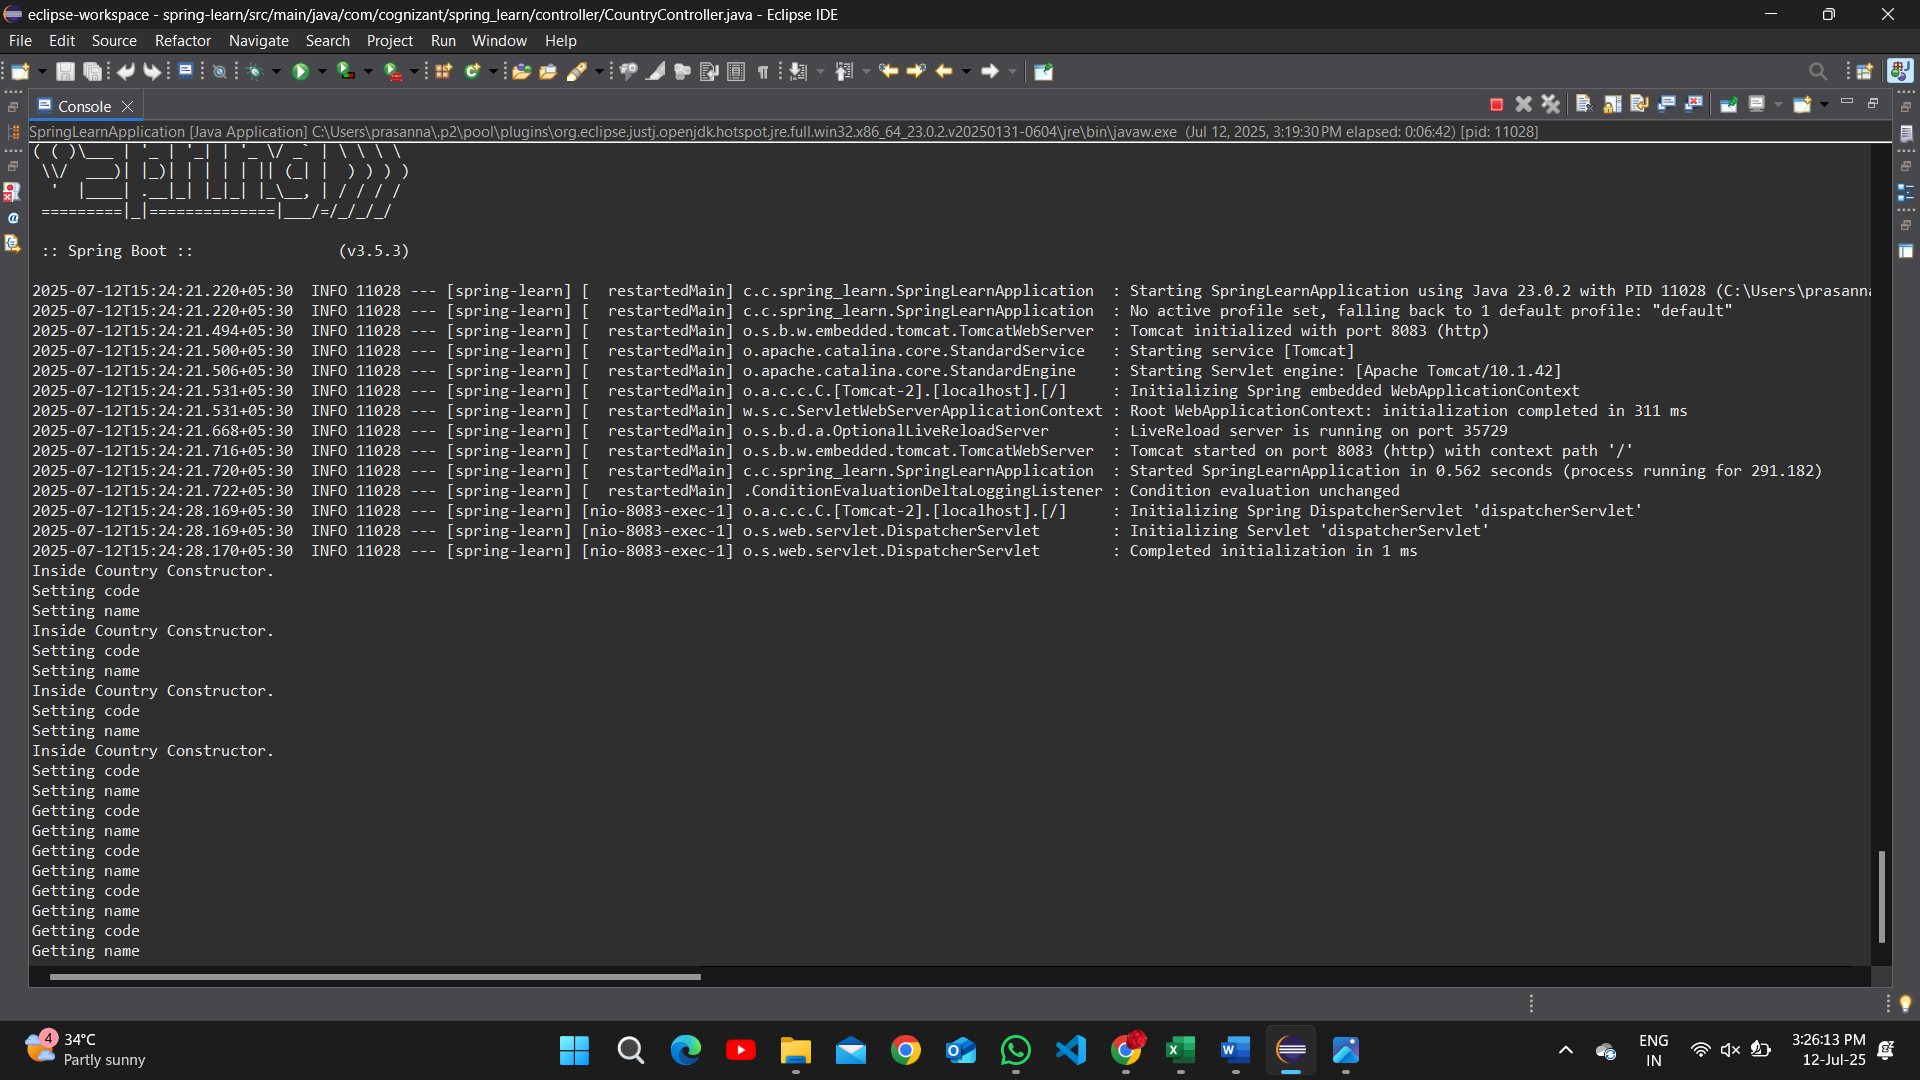 eclipse-workspace - spring-learn/src/main/java/com/cognizant/spring_learn/controller/CountryController.java - Eclipse IDE
File Edit Source Refactor Navigate Search Project Run Window Help
Console
SpringLearnApplication [Java Application] C:\Users\prasanna\.p2\pool\plugins\org.eclipse.justj.openjdk.hotspot.jre.full.win32.x86_64_23.0.2.v20250131-0604\jre\bin\javaw.exe (Jul 12, 2025, 3:19:30 PM elapsed: 0:06:42) [pid: 11028]
( ( )\___ | '_ | '_| | '_ \/ _` | \ \ \ \
 \\/  ___)| |_)| | | | | || (_| |  ) ) ) )
  '  |____| .__|_| |_|_| |_\__, | / / / /
 =========|_|==============|___/=/_/_/_/
:: Spring Boot ::                (v3.5.3)
2025-07-12T15:24:21.220+05:30  INFO 11028 --- [spring-learn] [  restartedMain] c.c.spring_learn.SpringLearnApplication  : Starting SpringLearnApplication using Java 23.0.2 with PID 11028 (C:\Users\prasanna
2025-07-12T15:24:21.220+05:30  INFO 11028 --- [spring-learn] [  restartedMain] c.c.spring_learn.SpringLearnApplication  : No active profile set, falling back to 1 default profile: "default"
2025-07-12T15:24:21.494+05:30  INFO 11028 --- [spring-learn] [  restartedMain] o.s.b.w.embedded.tomcat.TomcatWebServer  : Tomcat initialized with port 8083 (http)
2025-07-12T15:24:21.500+05:30  INFO 11028 --- [spring-learn] [  restartedMain] o.apache.catalina.core.StandardService   : Starting service [Tomcat]
2025-07-12T15:24:21.506+05:30  INFO 11028 --- [spring-learn] [  restartedMain] o.apache.catalina.core.StandardEngine    : Starting Servlet engine: [Apache Tomcat/10.1.42]
2025-07-12T15:24:21.531+05:30  INFO 11028 --- [spring-learn] [  restartedMain] o.a.c.c.C.[Tomcat-2].[localhost].[/]     : Initializing Spring embedded WebApplicationContext
2025-07-12T15:24:21.531+05:30  INFO 11028 --- [spring-learn] [  restartedMain] w.s.c.ServletWebServerApplicationContext : Root WebApplicationContext: initialization completed in 311 ms
2025-07-12T15:24:21.668+05:30  INFO 11028 --- [spring-learn] [  restartedMain] o.s.b.d.a.OptionalLiveReloadServer       : LiveReload server is running on port 35729
2025-07-12T15:24:21.716+05:30  INFO 11028 --- [spring-learn] [  restartedMain] o.s.b.w.embedded.tomcat.TomcatWebServer  : Tomcat started on port 8083 (http) with context path '/'
2025-07-12T15:24:21.720+05:30  INFO 11028 --- [spring-learn] [  restartedMain] c.c.spring_learn.SpringLearnApplication  : Started SpringLearnApplication in 0.562 seconds (process running for 291.182)
2025-07-12T15:24:21.722+05:30  INFO 11028 --- [spring-learn] [  restartedMain] .ConditionEvaluationDeltaLoggingListener : Condition evaluation unchanged
2025-07-12T15:24:28.169+05:30  INFO 11028 --- [spring-learn] [nio-8083-exec-1] o.a.c.c.C.[Tomcat-2].[localhost].[/]     : Initializing Spring DispatcherServlet 'dispatcherServlet'
2025-07-12T15:24:28.169+05:30  INFO 11028 --- [spring-learn] [nio-8083-exec-1] o.s.web.servlet.DispatcherServlet        : Initializing Servlet 'dispatcherServlet'
2025-07-12T15:24:28.170+05:30  INFO 11028 --- [spring-learn] [nio-8083-exec-1] o.s.web.servlet.DispatcherServlet        : Completed initialization in 1 ms
Inside Country Constructor.
Setting code
Setting name
Inside Country Constructor.
Setting code
Setting name
Inside Country Constructor.
Setting code
Setting name
Inside Country Constructor.
Setting code
Setting name
Getting code
Getting name
Getting code
Getting name
Getting code
Getting name
Getting code
Getting name
4
34°C
Partly sunny
ENG
IN
3:26:13 PM
12-Jul-25